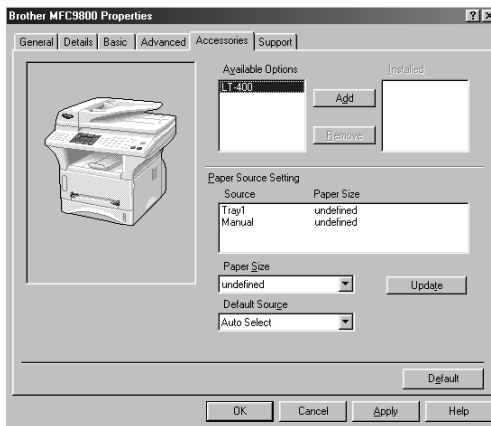 Brother MFC9800 Properties
General Details Basic Advanced Accessories Support
Available Options
Installed
LT-400
Add
Remove
Paper Source Setting
Source Paper Size
Tray1 undefined
Manual undefined
Paper Size
undefined
Update
Default Source
Auto Select
Default
OK Cancel Apply Help